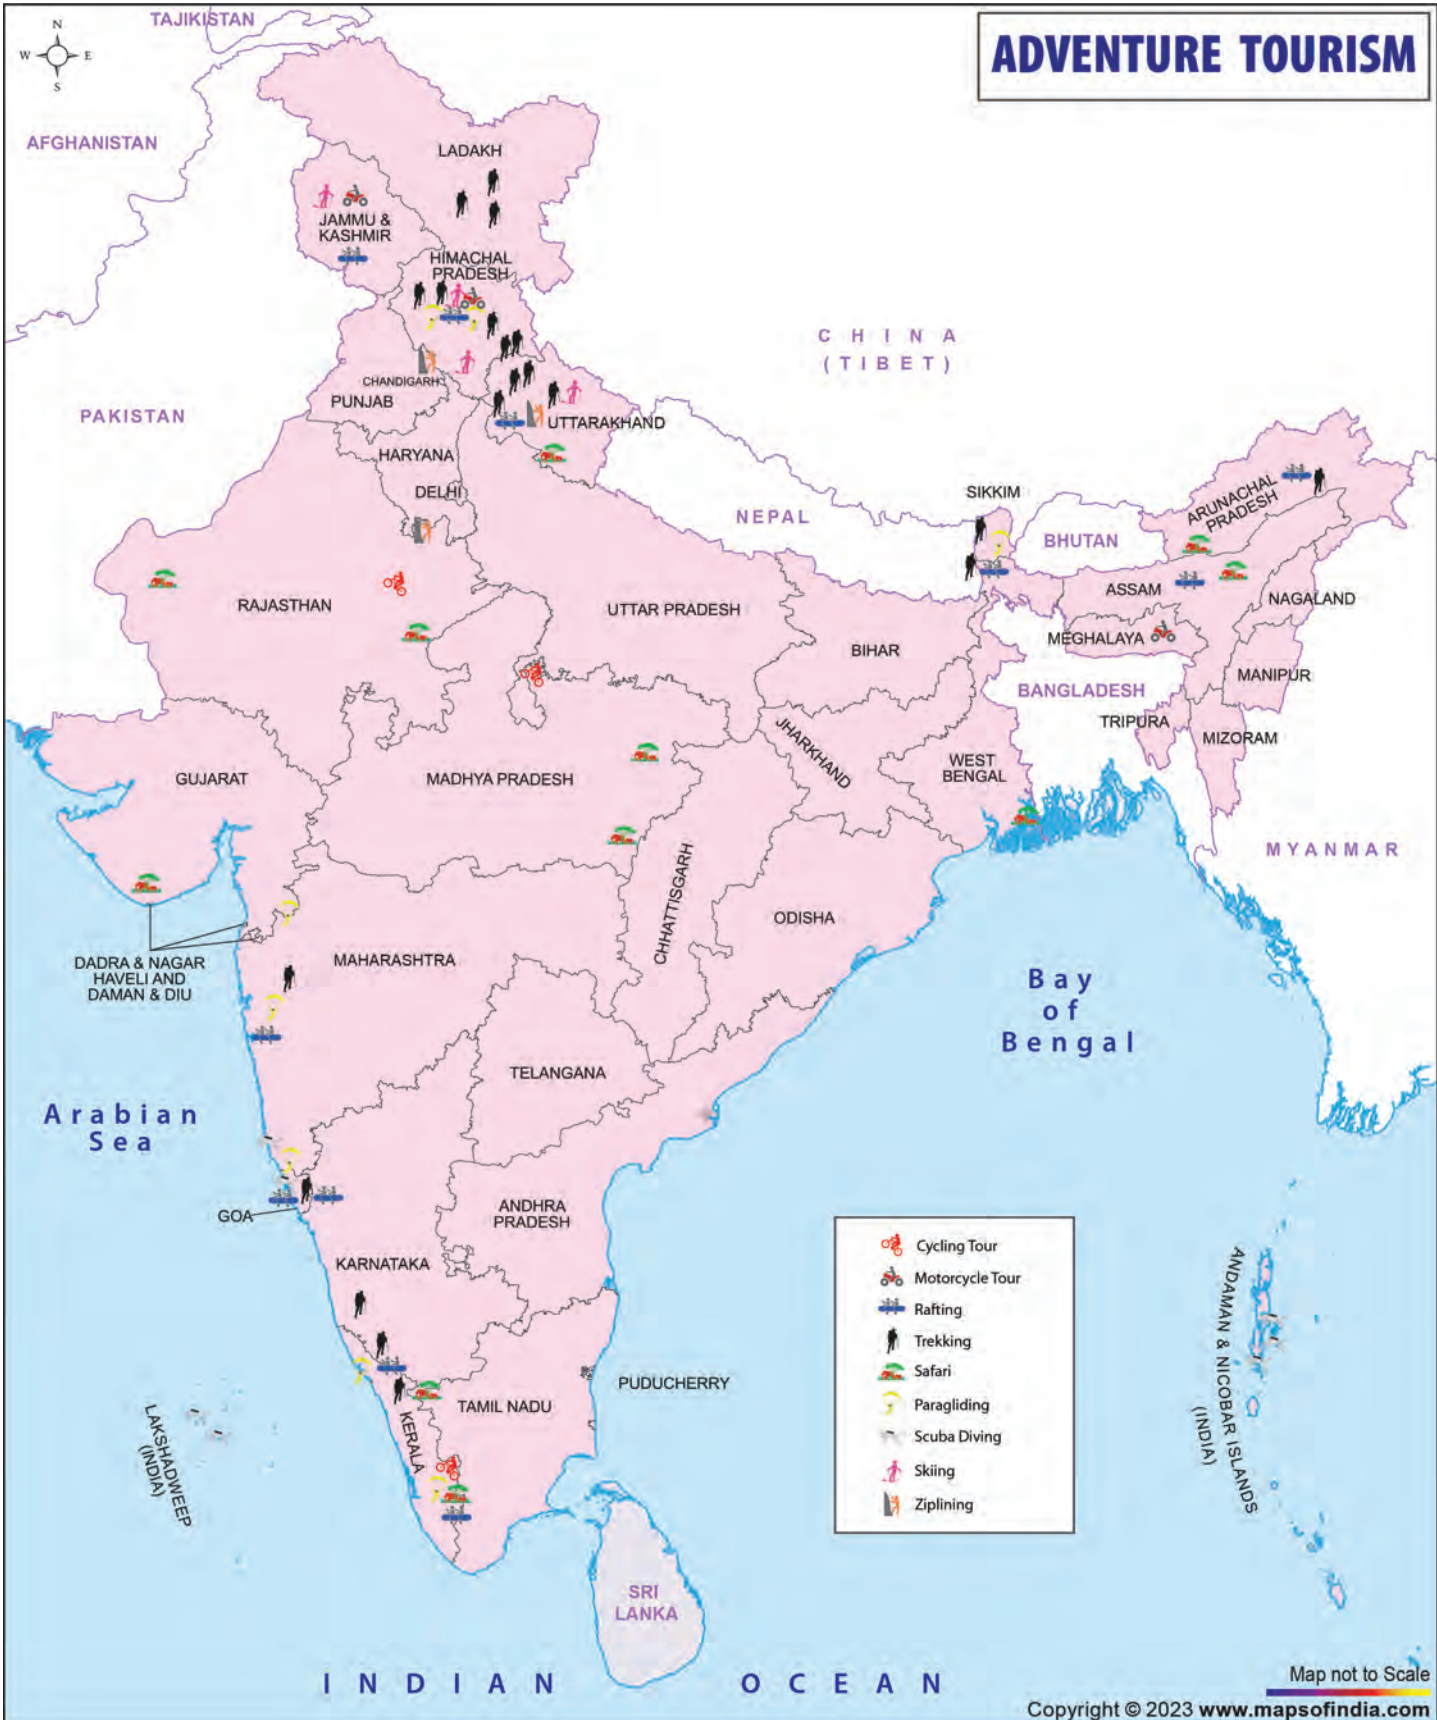 ADVENTURE TOURISM
N
W
E
S
TAJIKISTAN
AFGHANISTAN
LADAKH
JAMMU &
KASHMIR
HIMACHAL
PRADESH
CHINA
(TIBET)
PAKISTAN
CHANDIGARH
PUNJAB
UTTARAKHAND
HARYANA
DELHI
NEPAL
SIKKIM
BHUTAN
ARUNACHAL
PRADESH
RAJASTHAN
UTTAR PRADESH
ASSAM
NAGALAND
BIHAR
MEGHALAYA
MANIPUR
BANGLADESH
TRIPURA
MIZORAM
GUJARAT
MADHYA PRADESH
JHARKHAND
WEST
BENGAL
MYANMAR
CHHATTISGARH
ODISHA
DADRA & NAGAR
HAVELI AND
DAMAN & DIU
MAHARASHTRA
Bay
of
Bengal
TELANGANA
Arabian
Sea
GOA
ANDHRA
PRADESH
KARNATAKA
PUDUCHERRY
TAMIL NADU
KERALA
LAKSHADWEEP
(INDIA)
ANDAMAN & NICOBAR ISLANDS
(INDIA)
Cycling Tour
Motorcycle Tour
Rafting
Trekking
Safari
Paragliding
Scuba Diving
Skiing
Ziplining
SRI
LANKA
INDIAN OCEAN
Map not to Scale
Copyright © 2023 www.mapsofindia.com